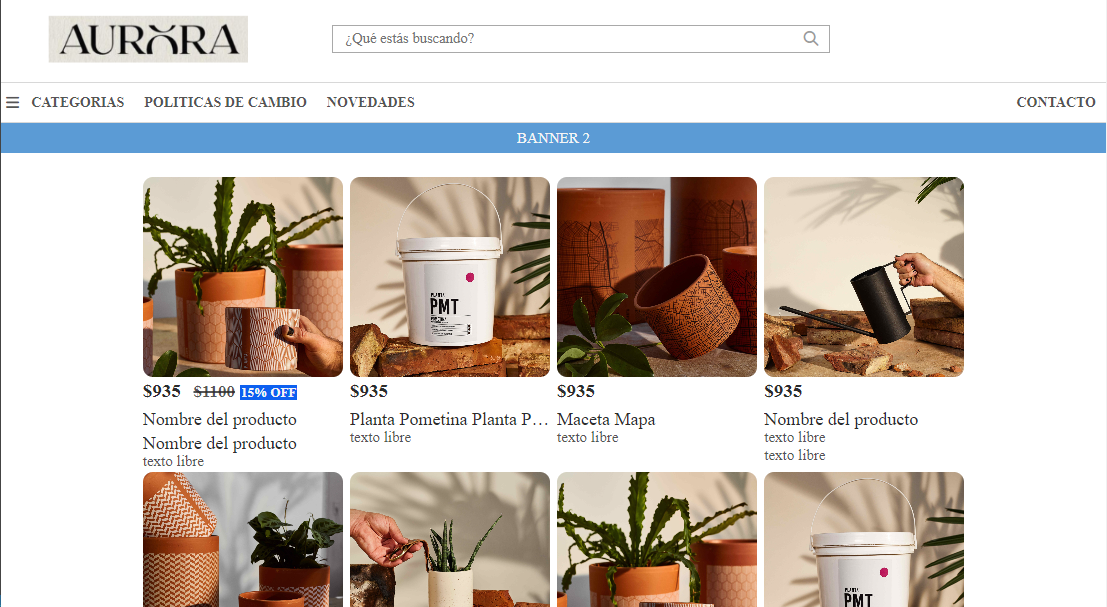 AURORA
¿Qué estás buscando?
☰ CATEGORIAS POLITICAS DE CAMBIO NOVEDADES CONTACTO
BANNER 2
PLANTA
PMT
$935 $1100 15% OFF
Nombre del producto
Nombre del producto
texto libre
$935
Planta Pometina Planta P…
texto libre
$935
Maceta Mapa
texto libre
$935
Nombre del producto
texto libre
texto libre
PLANTA
PMT